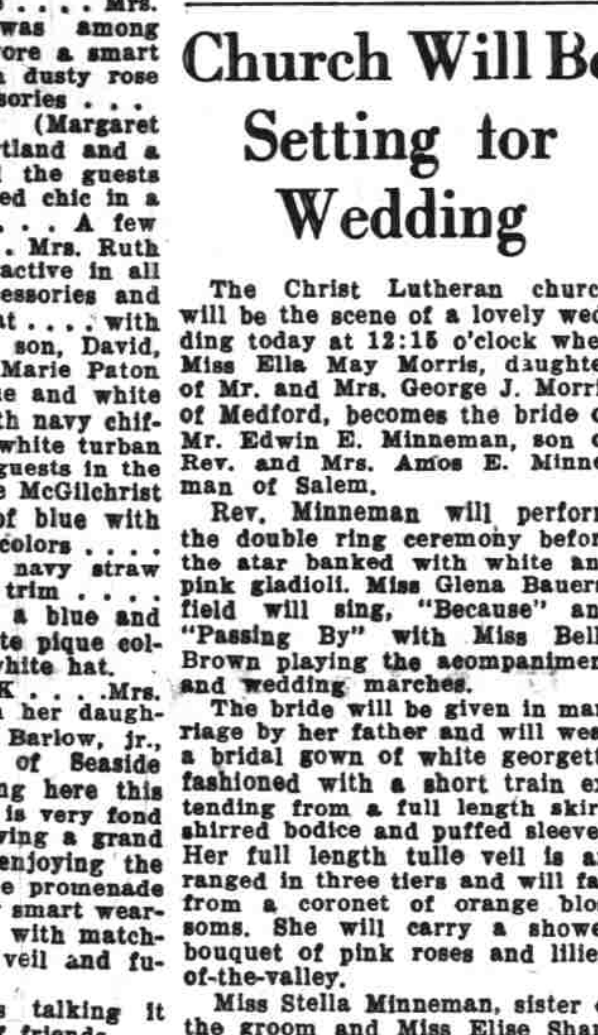 .... Mrs.
was among
ore a smart
dusty rose
sories ...
(Margaret
tland and a
the guests
ed chic in a
... A few
. Mrs. Ruth
active in all
essories and
at .... with
son, David,
Marie Paton
e and white
th navy chif-
white turban
guests in the
e McGilchrist
of blue with
colors ....
navy straw
trim ....
a blue and
te pique col-
white hat.
K .... Mrs.
her daugh-
Barlow, jr.,
of Seaside
ng here this
is very fond
ving a grand
enjoying the
e promenade
smart wear-
with match-
veil and fu-
s talking it
friends
Church Will Be
Setting for
Wedding
The Christ Lutheran churc
will be the scene of a lovely wed
ding today at 12:15 o'clock whe
Miss Ella May Morris, daughte
of Mr. and Mrs. George J. Morri
of Medford, becomes the bride o
Mr. Edwin E. Minneman, son o
Rev. and Mrs. Amos E. Minne
man of Salem.
Rev. Minneman will perform
the double ring ceremony befor
the atar banked with white an
pink gladioli. Miss Glena Bauern
field will sing, "Because" an
"Passing By" with Miss Bell
Brown playing the acompanimen
and wedding marches.
The bride will be given in mar
riage by her father and will wea
a bridal gown of white georgett
fashioned with a short train ex
tending from a full length skir
shirred bodice and puffed sleeve
Her full length tulle veil is a
ranged in three tiers and will fa
from a coronet of orange blos
soms. She will carry a showe
bouquet of pink roses and lilie
of-the-valley.
Miss Stella Minneman, sister o
the groom and Miss Elise Shaw